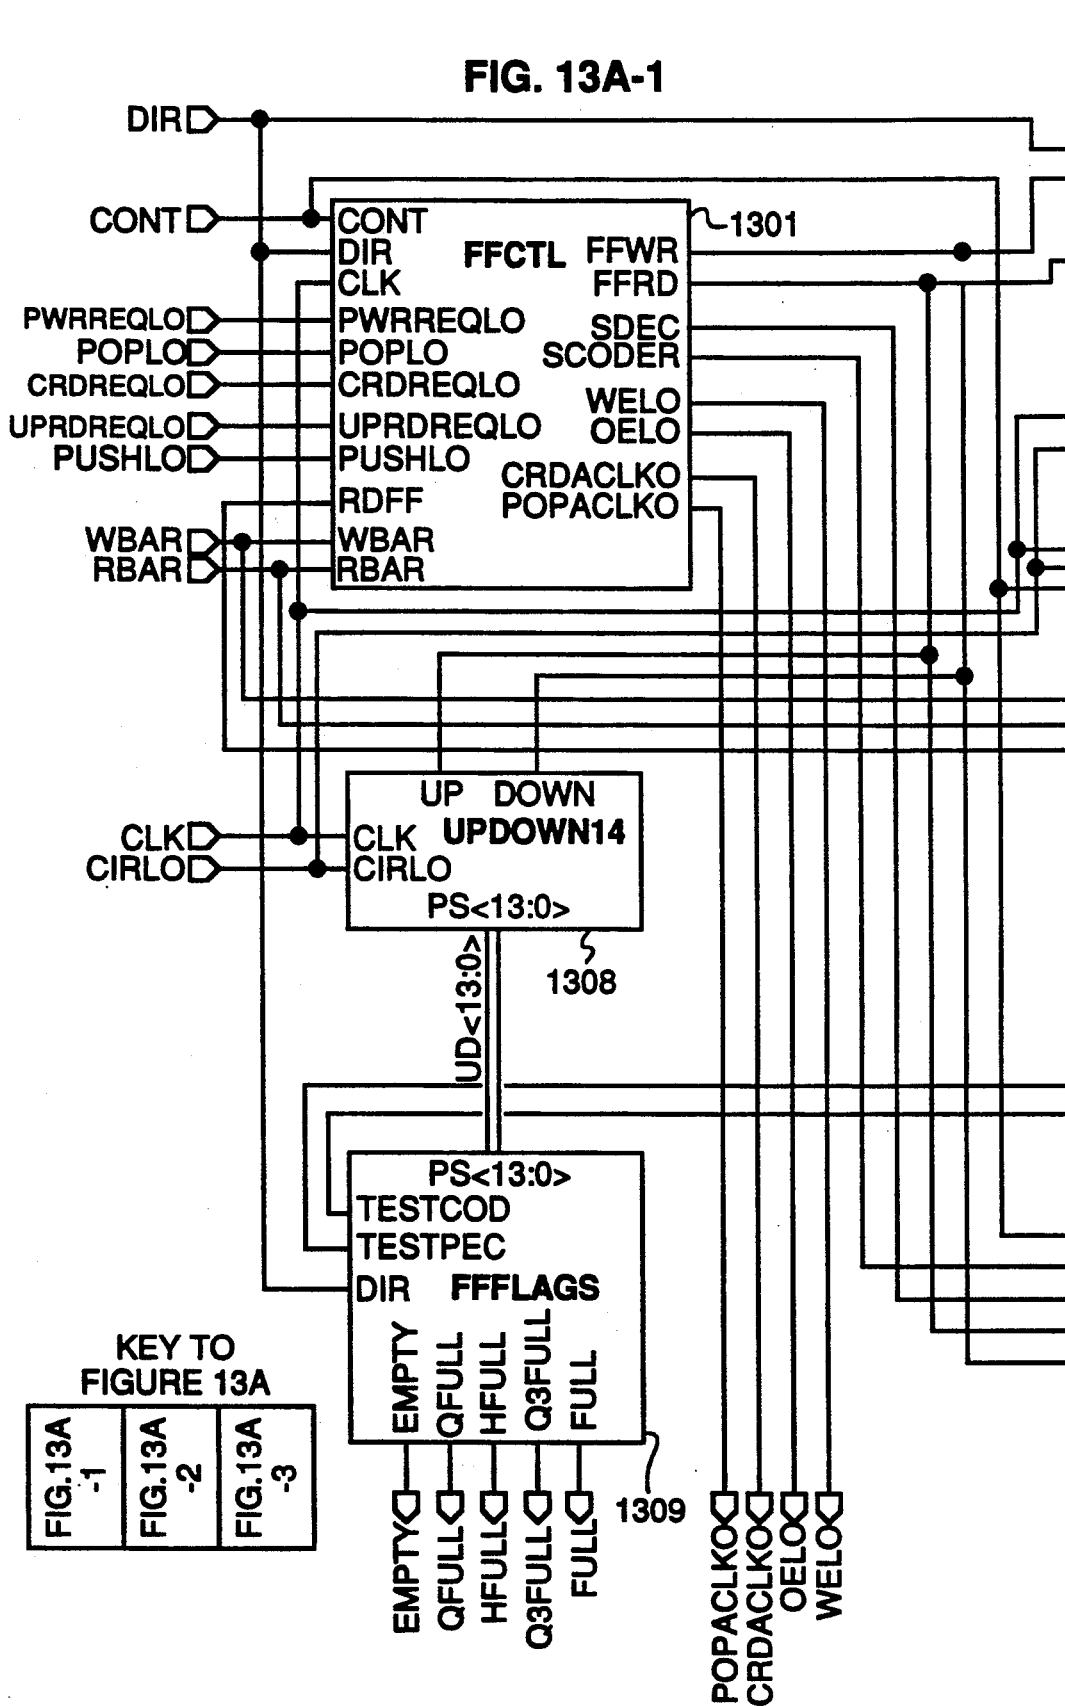 FIG. 13A-1
DIR
CONT
CONT
1301
DIR
FFCTL
FFWR
CLK
FFRD
PWRREQLO
PWRREQLO
SDEC
POPLO
POPLO
SCODER
CRDREQLO
CRDREQLO
WELO
UPRDREQLO
UPRDREQLO
OELO
PUSHLO
PUSHLO
CRDACLKO
RDFF
POPACLKO
WBAR
WBAR
RBAR
RBAR
UP DOWN
UPDOWN14
CLK
CLK
CIRLO
CIRLO
PS<13:0>
1308
UD<13:0>
PS<13:0>
TESTCOD
TESTPEC
DIR
FFFLAGS
EMPTY
QFULL
HFULL
Q3FULL
FULL
1309
KEY TO
FIGURE 13A
FIG.13A
-1
FIG.13A
-2
FIG.13A
-3
EMPTY
QFULL
HFULL
Q3FULL
FULL
POPACLKO
CRDACLKO
OELO
WELO